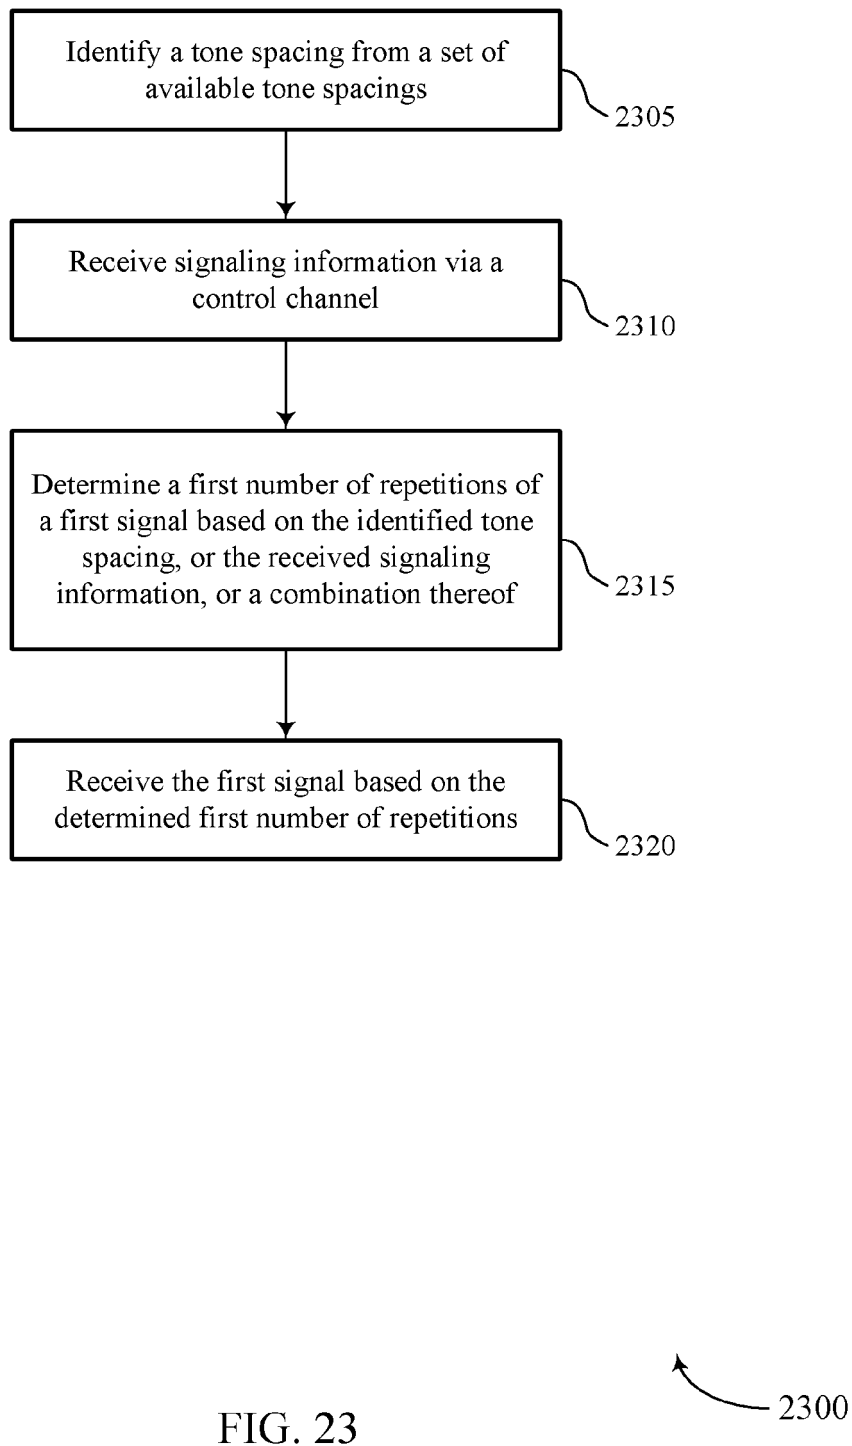 Identify a tone spacing from a set of
available tone spacings
2305
Receive signaling information via a
control channel
2310
Determine a first number of repetitions of
a first signal based on the identified tone
spacing, or the received signaling
information, or a combination thereof
2315
Receive the first signal based on the
determined first number of repetitions
2320
2300
FIG. 23